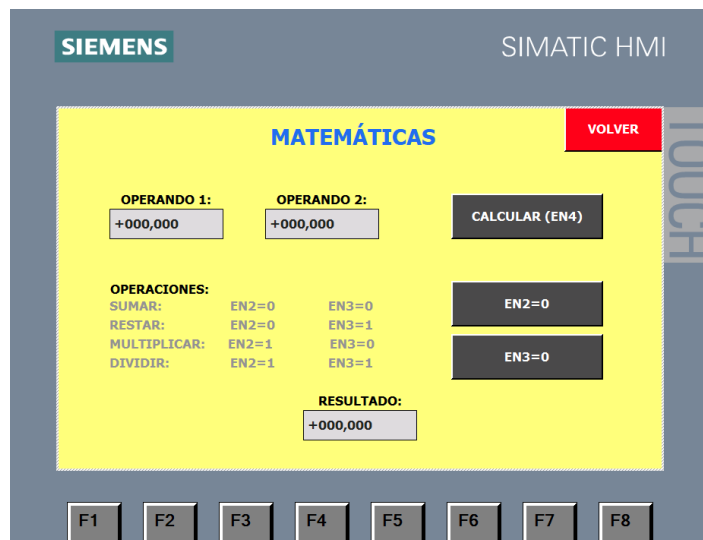 SIEMENS
SIMATIC HMI
TOUCH
MATEMÁTICAS
VOLVER
OPERANDO 1:
OPERANDO 2:
+000,000
+000,000
CALCULAR (EN4)
OPERACIONES:
SUMAR: EN2=0 EN3=0
RESTAR: EN2=0 EN3=1
MULTIPLICAR: EN2=1 EN3=0
DIVIDIR: EN2=1 EN3=1
EN2=0
EN3=0
RESULTADO:
+000,000
F1 F2 F3 F4 F5 F6 F7 F8